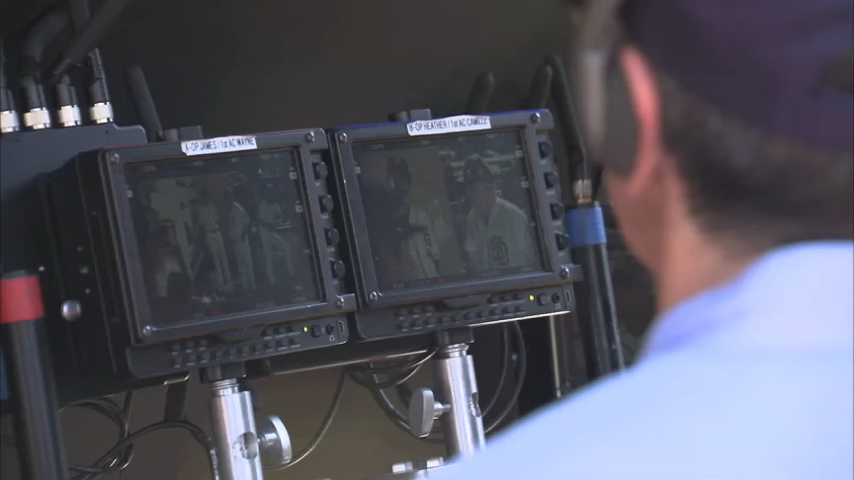 A-OP JAMES / 1ST AC WAYNE
B-OP HEATHER / 1ST AC CAMILLE